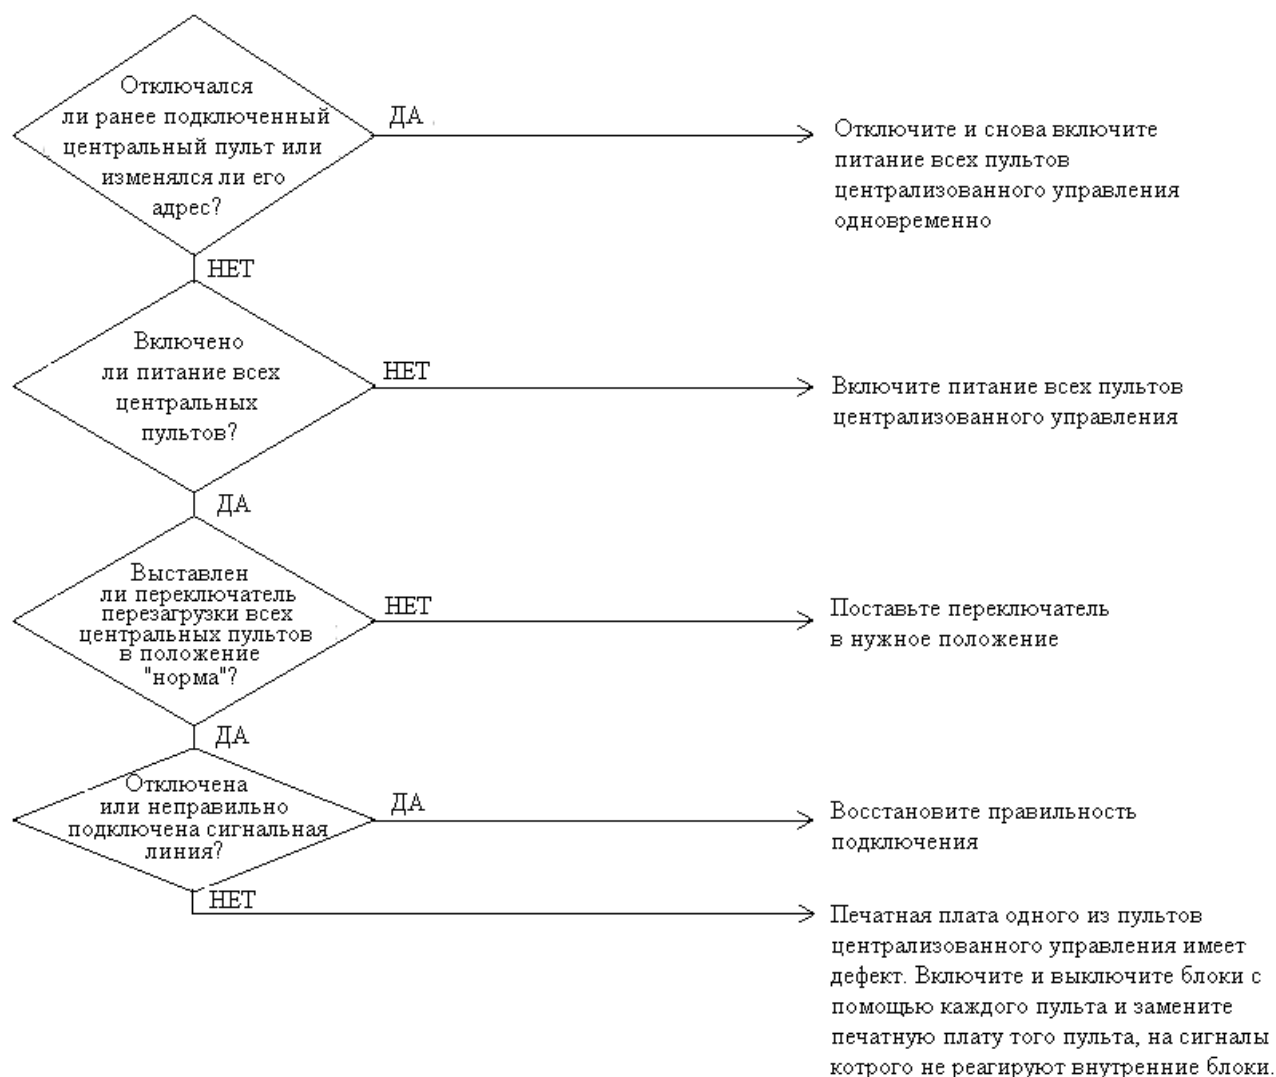 Отключался
ли ранее подключенный
центральный пульт или
изменялся ли его
адрес?
ДА
Отключите и снова включите
питание всех пультов
централизованного управления
одновременно
НЕТ
Включено
ли питание всех
центральных
пультов?
НЕТ
Включите питание всех пультов
централизованного управления
ДА
Выставлен
ли переключатель
перезагрузки всех
центральных пультов
в положение
"норма"?
НЕТ
Поставьте переключатель
в нужное положение
ДА
Отключена
или неправильно
подключена сигнальная
линия?
ДА
Восстановите правильность
подключения
НЕТ
Печатная плата одного из пультов
централизованного управления имеет
дефект. Включите и выключите блоки с
помощью каждого пульта и замените
печатную плату того пульта, на сигналы
котрого не реагируют внутренние блоки.